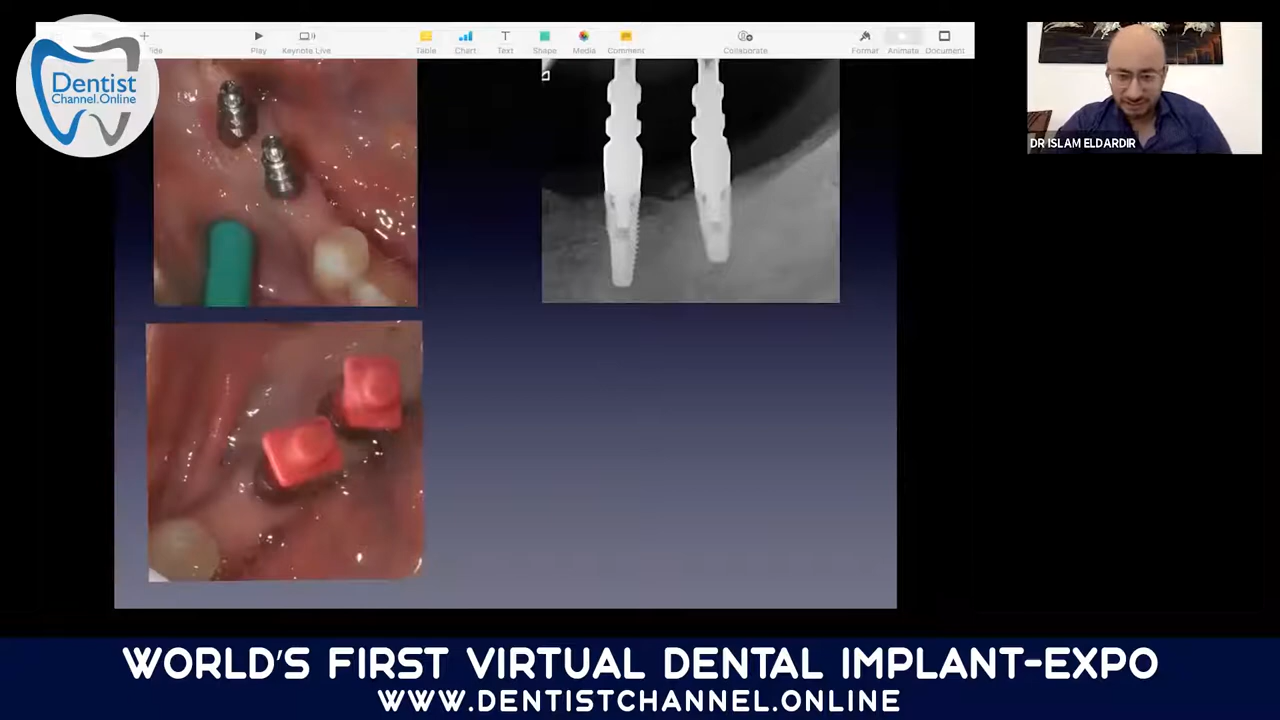 Dentist
Channel.Online
Play
Keynote Live
Table
Chart
Text
Shape
Media
Comment
Collaborate
Format
Animate
Document
DR ISLAM ELDARDIR
WORLD'S FIRST VIRTUAL DENTAL IMPLANT-EXPO
WWW.DENTISTCHANNEL.ONLINE